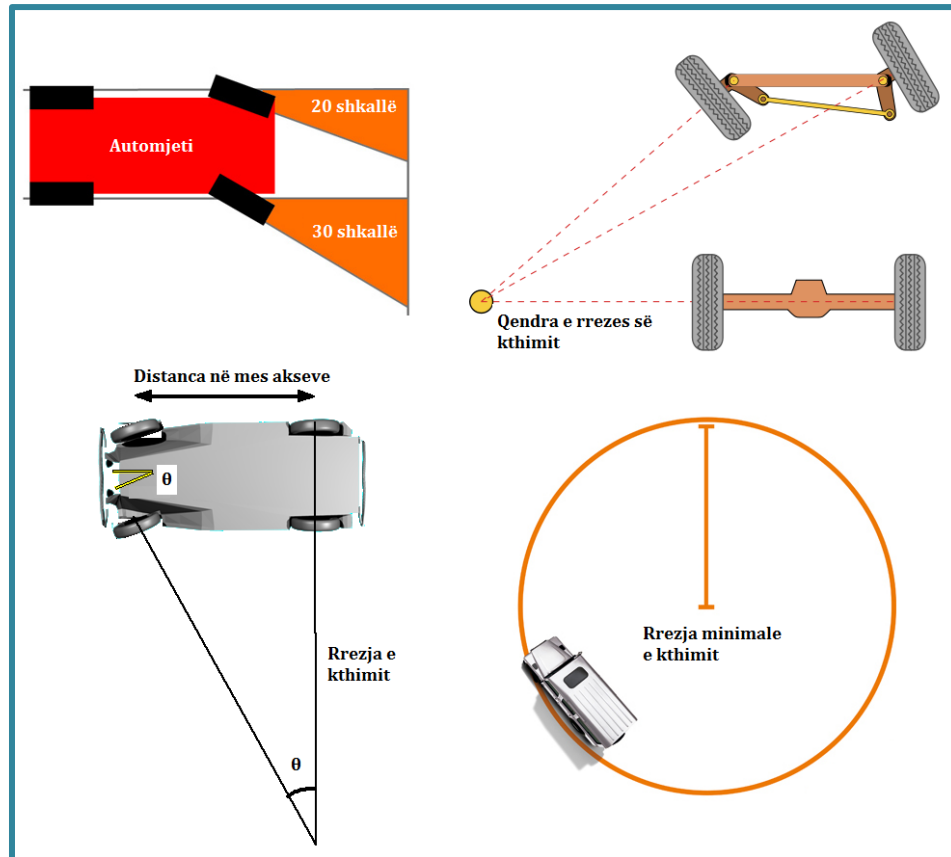 20 shkallë
Automjeti
30 shkallë
Qendra e rrezes së
kthimit
Distanca në mes akseve
θ
Rrezja e
kthimit
θ
Rrezja minimale
e kthimit